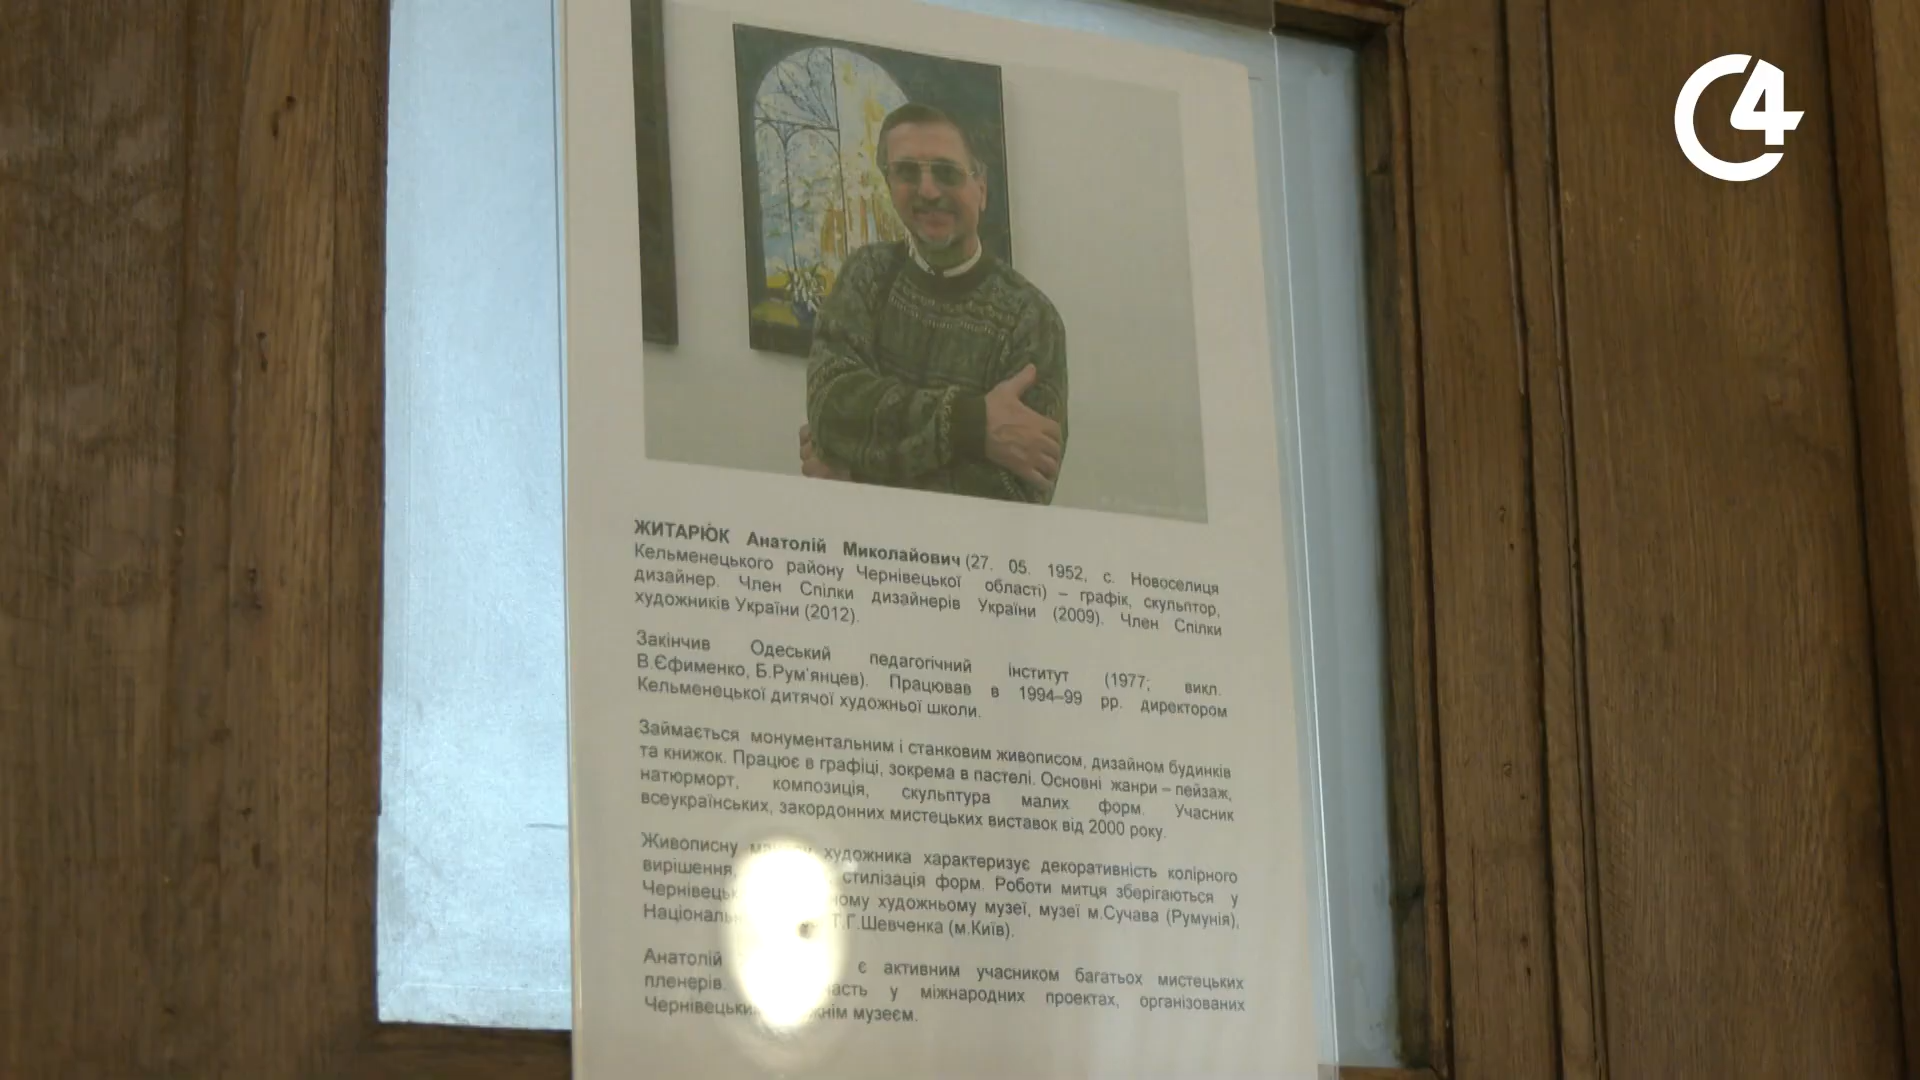 C4
ЖИТАРЮ́К Анатолій Миколайович (27. 05. 1952, с. Новоселиця
Кельменецького району Чернівецької області) – графік, скульптор,
дизайнер. Член Спілки дизайнерів України (2009). Член Спілки
художників України (2012).
Закінчив Одеський педагогічний інститут (1977; викл.
В.Єфименко, Б.Рум'янцев). Працював в 1994–99 рр. директором
Кельменецької дитячої художньої школи.
Займається монументальним і станковим живописом, дизайном будинків
та книжок. Працює в графіці, зокрема в пастелі. Основні жанри – пейзаж,
натюрморт, композиція, скульптура малих форм. Учасник
всеукраїнських, закордонних мистецьких виставок від 2000 року.
Живописну художника характеризує декоративність колірного
вирішення, стилізація форм. Роботи митця зберігаються у
художньому музеї, музеї м.Сучава (Румунія),
Т.Г.Шевченка (м.Київ).
Анатолій є активним учасником багатьох мистецьких
пленерів. у міжнародних проектах, організованих
музеєм.